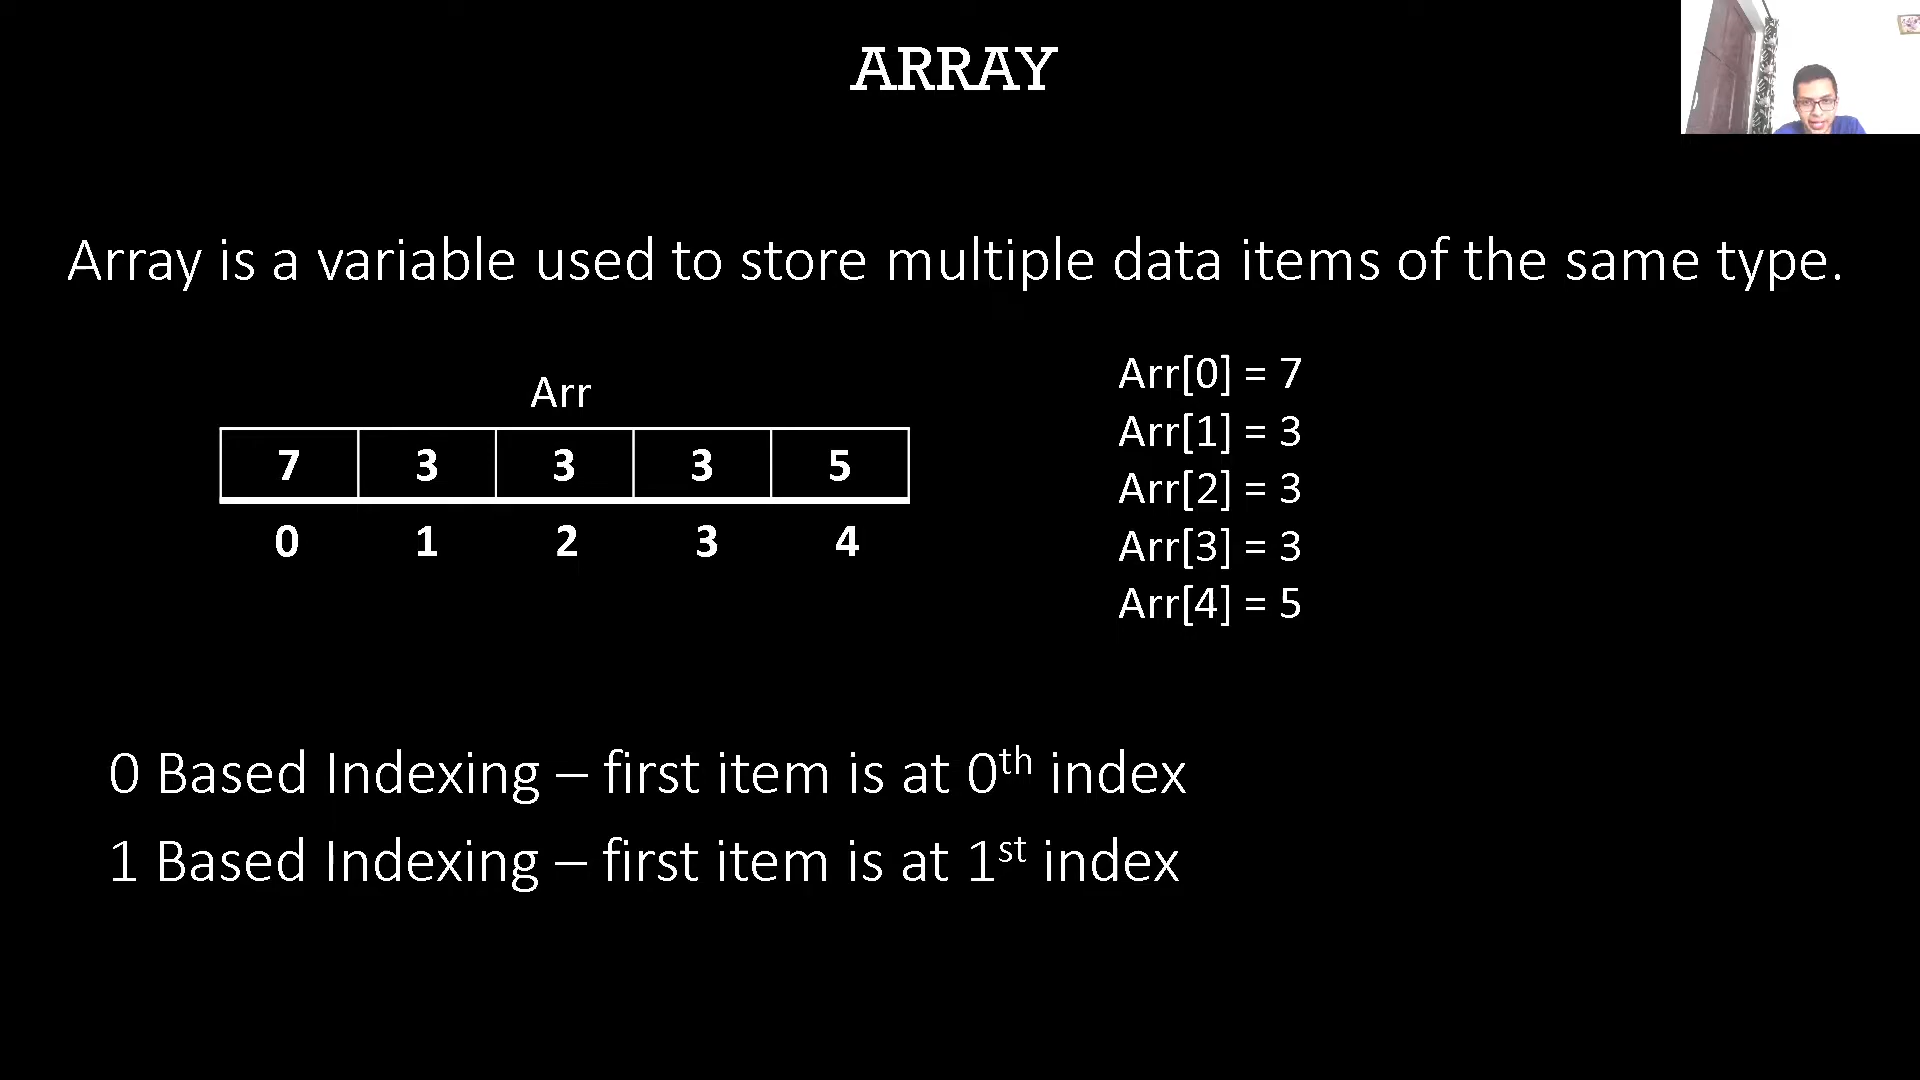 ARRAY
Array is a variable used to store multiple data items of the same type.
Arr
7 3 3 3 5
0 1 2 3 4
Arr[0] = 7
Arr[1] = 3
Arr[2] = 3
Arr[3] = 3
Arr[4] = 5
0 Based Indexing – first item is at 0th index
1 Based Indexing – first item is at 1st index